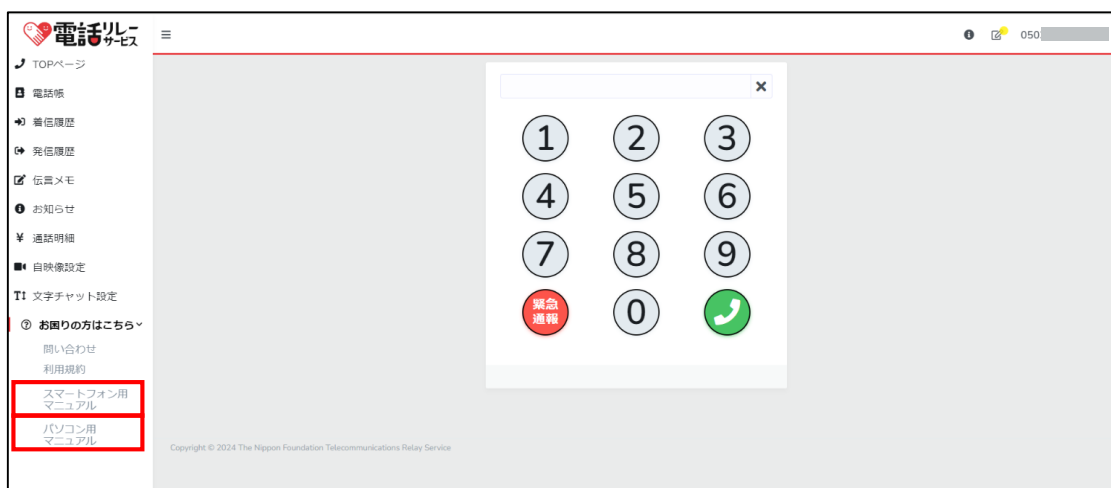 電話リレーサービス
050
TOPページ
電話帳
着信履歴
発信履歴
伝言メモ
お知らせ
¥ 通話明細
自映像設定
文字チャット設定
お困りの方はこちら
問い合わせ
利用規約
スマートフォン用
マニュアル
パソコン用
マニュアル
1 2 3
4 5 6
7 8 9
緊急
通報
0
Copyright © 2024 The Nippon Foundation Telecommunications Relay Service